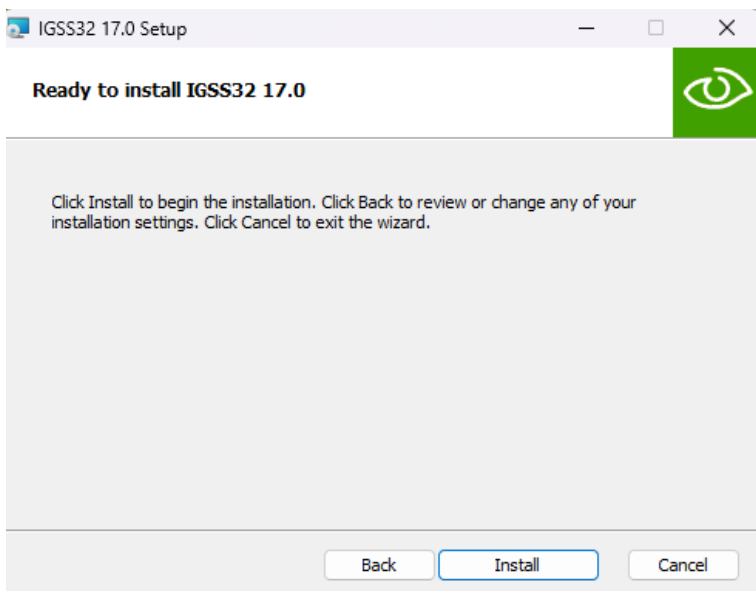 IGSS32 17.0 Setup
Ready to install IGSS32 17.0
Click Install to begin the installation. Click Back to review or change any of your
installation settings. Click Cancel to exit the wizard.
Back
Install
Cancel